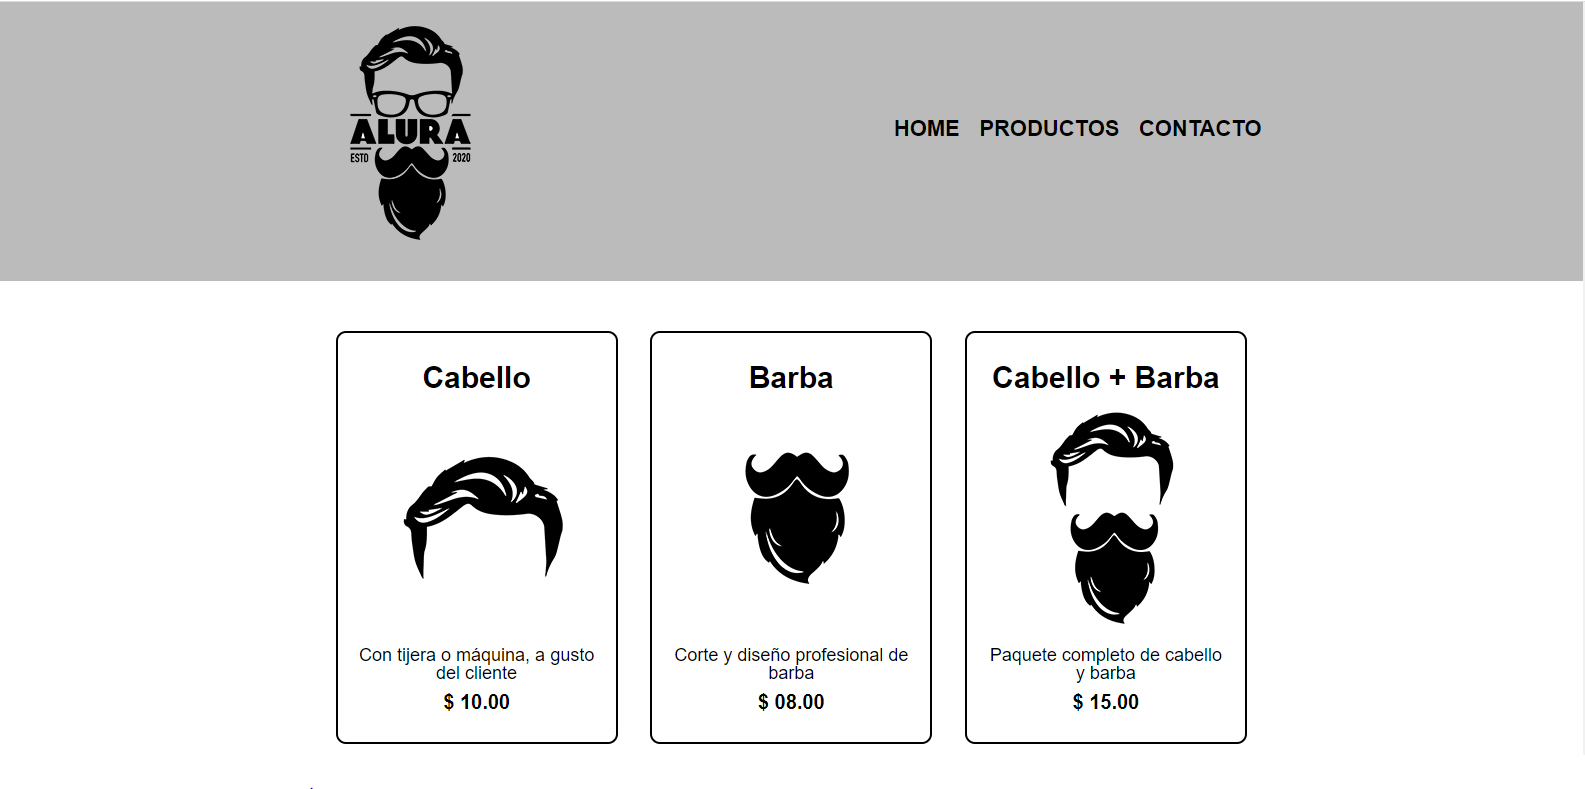 ALURA
ESTD 2020
HOME PRODUCTOS CONTACTO
Cabello
Con tijera o máquina, a gusto
del cliente
$ 10.00
Barba
Corte y diseño profesional de
barba
$ 08.00
Cabello + Barba
Paquete completo de cabello
y barba
$ 15.00